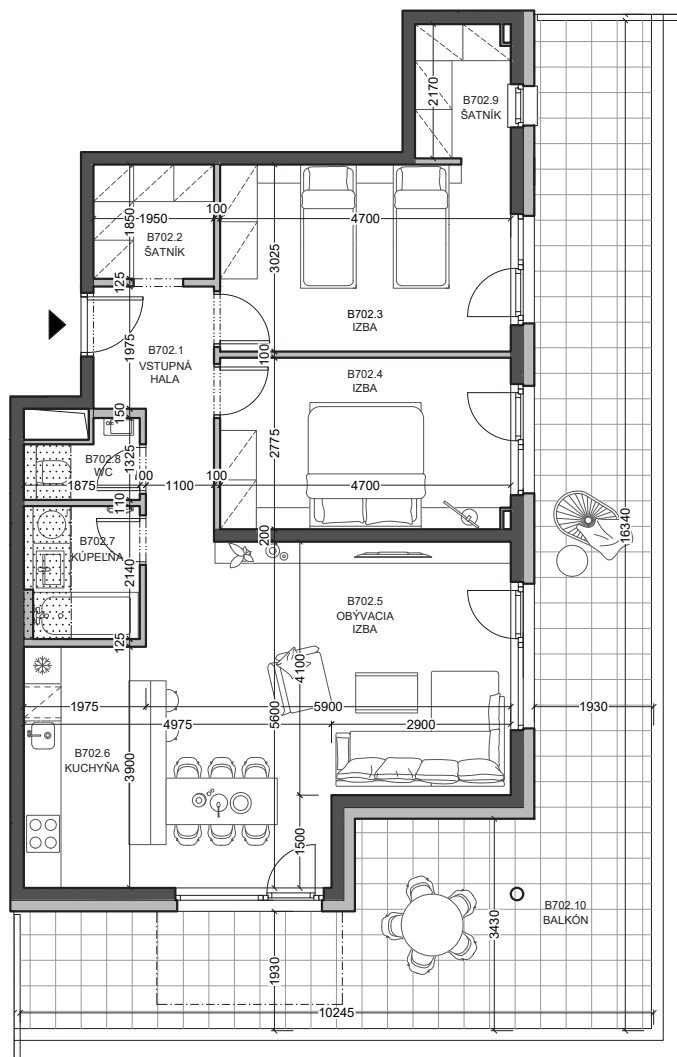 B702.9
ŠATNÍK
2170
100
1950
4700
1850
B702.2
ŠATNÍK
3025
125
B702.3
IZBA
B702.1
VSTUPNÁ
HALA
1975
100
B702.4
IZBA
150
2775
1325
B702.8
WC
1875
00
1100
100
4700
110
200
16340
B702.7
KÚPEĽŇA
2140
B702.5
OBÝVACIA
IZBA
125
4100
1975
5900
1930
4975
5600
2900
B702.6
KUCHYŇA
3900
1500
B702.10
BALKÓN
3430
1930
10245